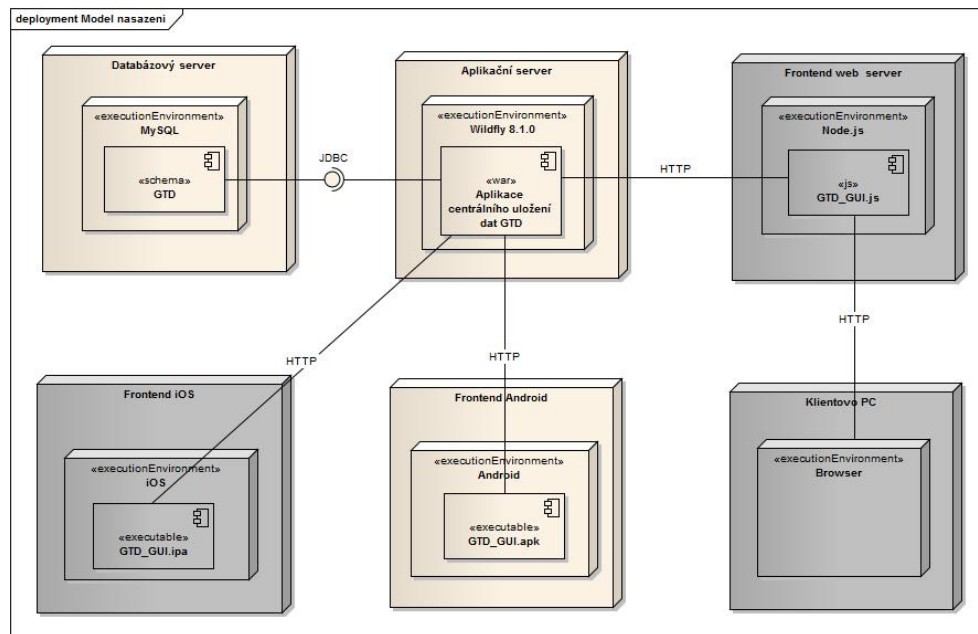 deployment Model nasazení
Databázový server
«executionEnvironment»
MySQL
«schema»
GTD
JDBC
Aplikační server
«executionEnvironment»
Wildfly 8.1.0
«war»
Aplikace
centrálního uložení
dat GTD
HTTP
Frontend web server
«executionEnvironment»
Node.js
«js»
GTD_GUI.js
HTTP
HTTP
HTTP
Frontend iOS
«executionEnvironment»
iOS
«executable»
GTD_GUI.ipa
Frontend Android
«executionEnvironment»
Android
«executable»
GTD_GUI.apk
Klientovo PC
«executionEnvironment»
Browser